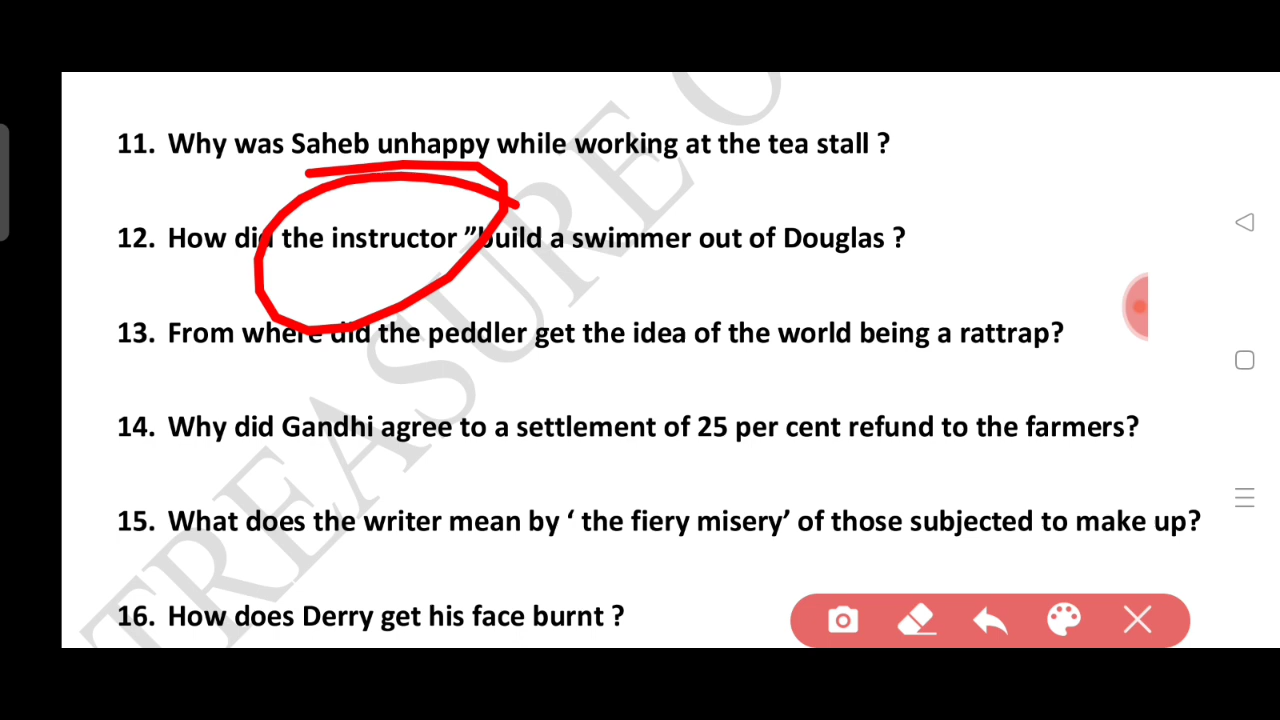 11. Why was Saheb unhappy while working at the tea stall ?
12. How did the instructor ”build a swimmer out of Douglas ?
13. From where did the peddler get the idea of the world being a rattrap?
14. Why did Gandhi agree to a settlement of 25 per cent refund to the farmers?
15. What does the writer mean by ‘ the fiery misery’ of those subjected to make up?
16. How does Derry get his face burnt ?
TREASURE O